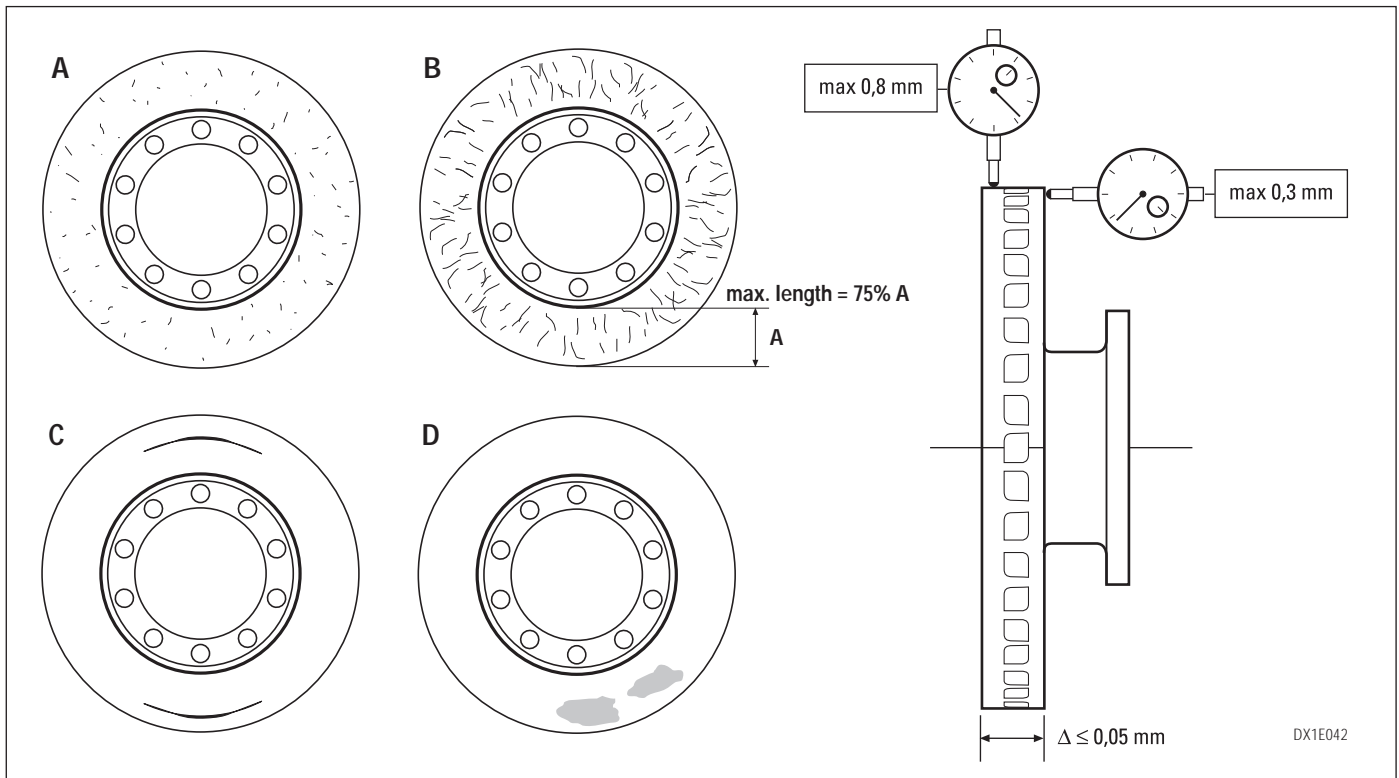 A
B
max 0,8 mm
max 0,3 mm
max. length = 75% A
A
C
D
Δ ≤ 0,05 mm
DX1E042